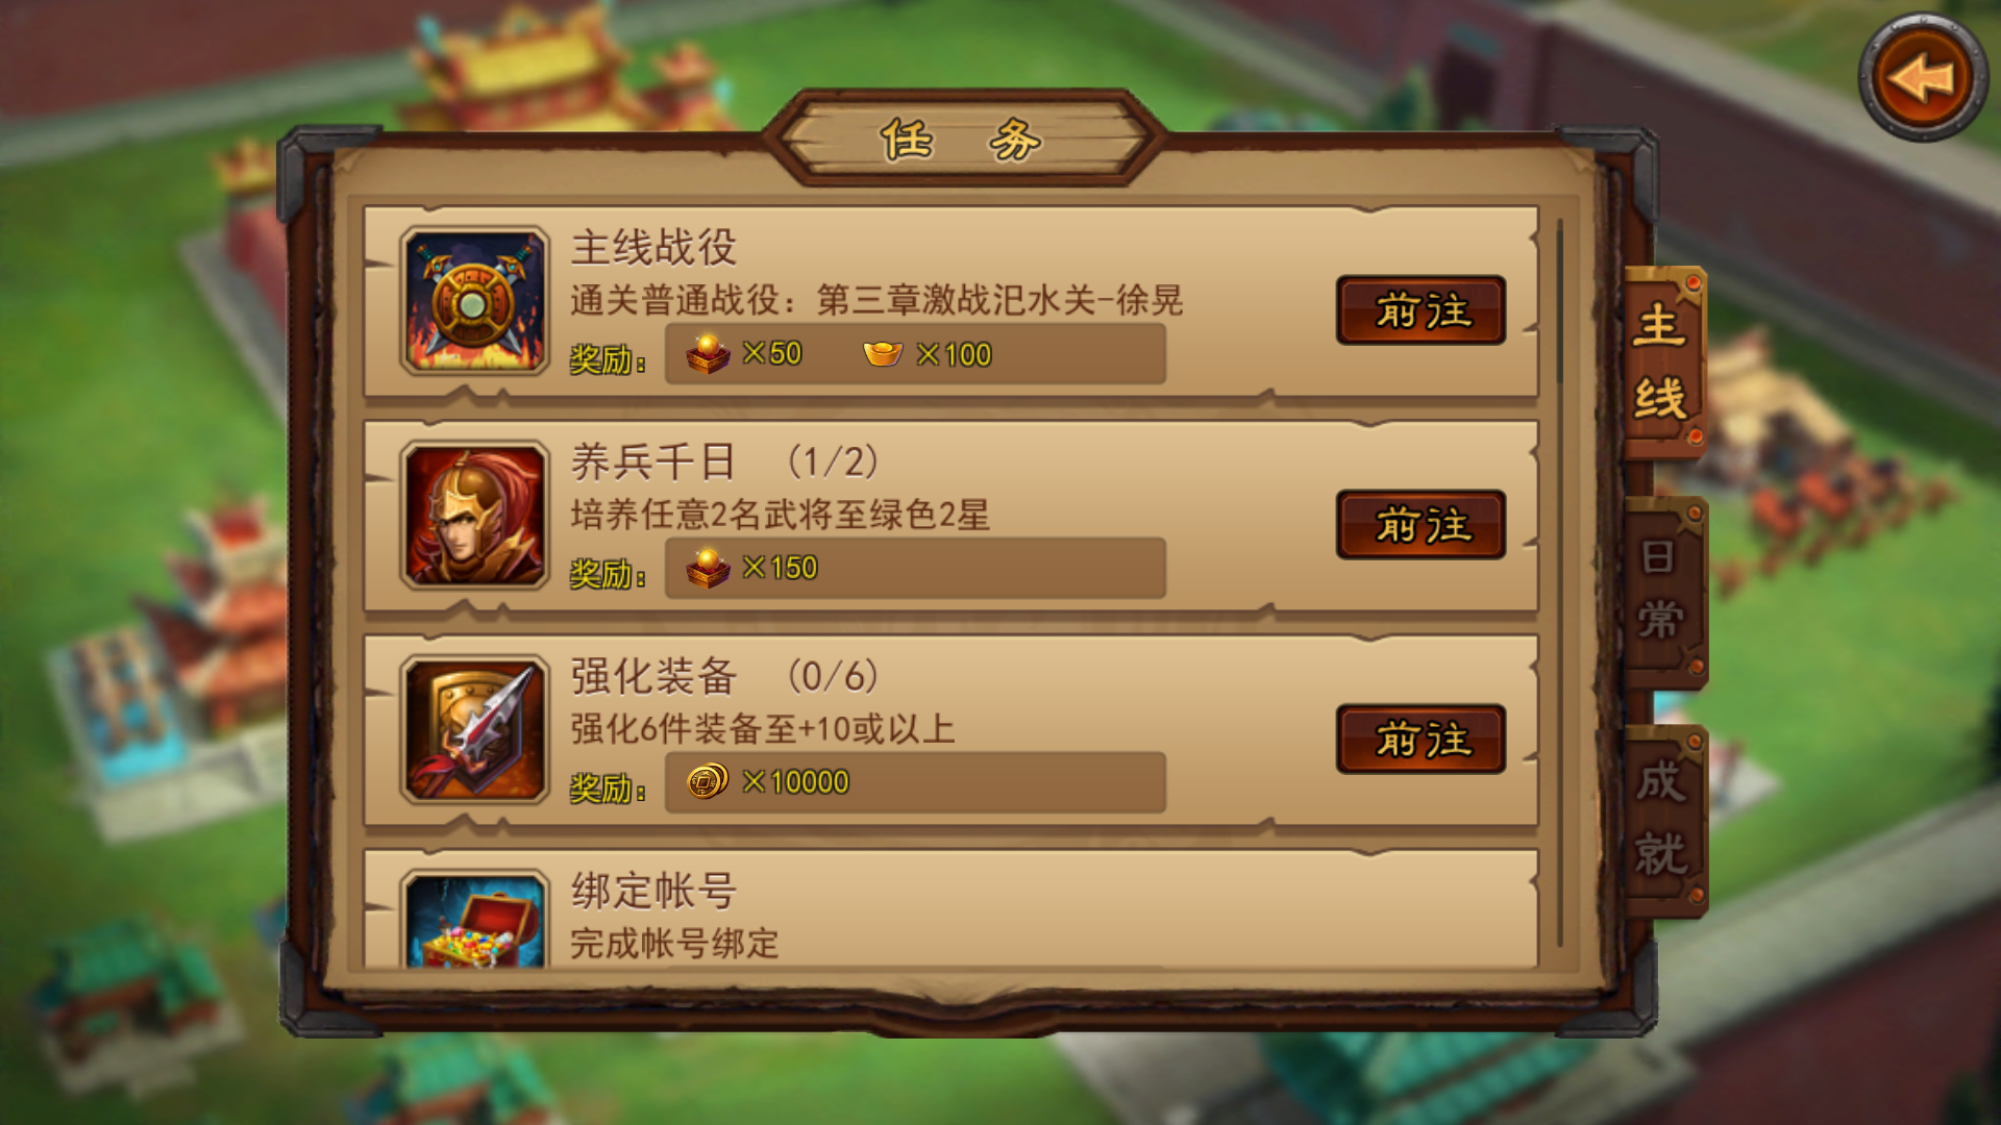 任 务
主线战役
通关普通战役：第三章激战汜水关-徐晃
奖励： ×50 ×100
前往
养兵千日 （1/2）
培养任意2名武将至绿色2星
奖励： ×150
前往
强化装备 （0/6）
强化6件装备至+10或以上
奖励： ×10000
前往
绑定帐号
完成帐号绑定
主线
日常
成就